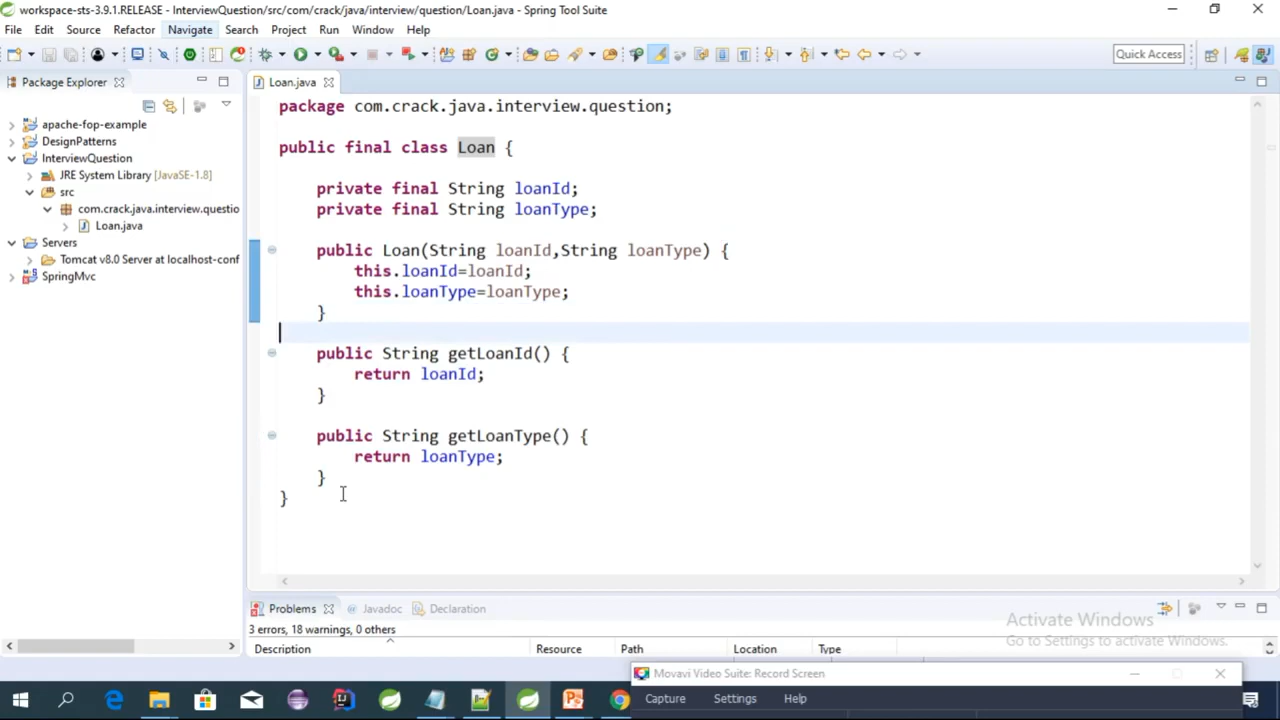 workspace-sts-3.9.1.RELEASE - InterviewQuestion/src/com/crack/java/interview/question/Loan.java - Spring Tool Suite
File Edit Source Refactor Navigate Search Project Run Window Help
Quick Access
Package Explorer
Loan.java
apache-fop-example
DesignPatterns
InterviewQuestion
JRE System Library [JavaSE-1.8]
src
com.crack.java.interview.questio
Loan.java
Servers
Tomcat v8.0 Server at localhost-conf
SpringMvc
package com.crack.java.interview.question;
public final class Loan {
private final String loanId;
private final String loanType;
public Loan(String loanId,String loanType) {
this.loanId=loanId;
this.loanType=loanType;
}
public String getLoanId() {
return loanId;
}
public String getLoanType() {
return loanType;
}
}
Problems Javadoc Declaration
3 errors, 18 warnings, 0 others
Description Resource Path Location Type
Activate Windows
Go to Settings to activate Windows.
Movavi Video Suite: Record Screen
Capture Settings Help